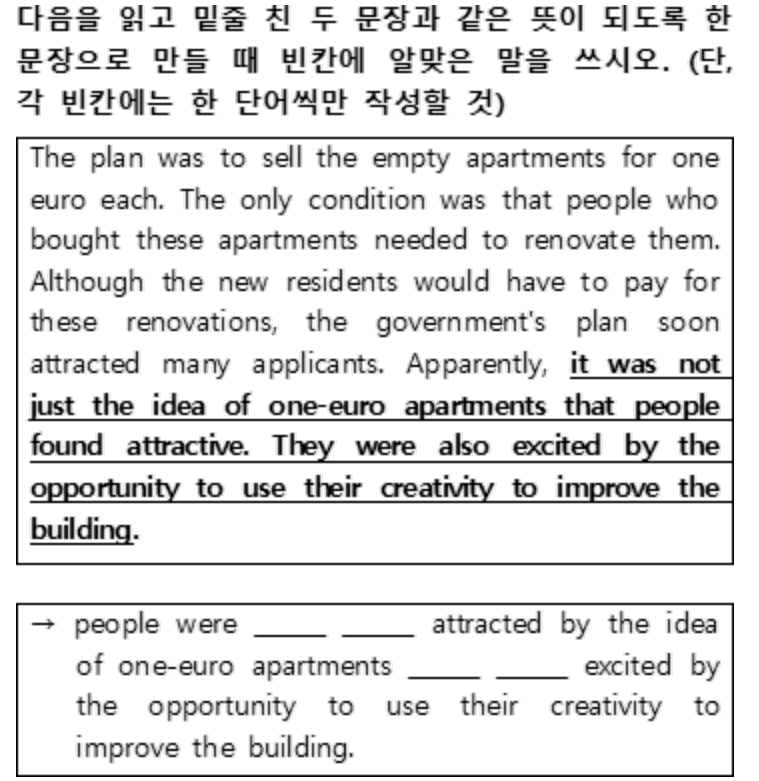 다음을 읽고 밑줄 친 두 문장과 같은 뜻이 되도록 한
문장으로 만들 때 빈칸에 알맞은 말을 쓰시오. (단,
각 빈칸에는 한 단어씩만 작성할 것)
The plan was to sell the empty apartments for one
euro each. The only condition was that people who
bought these apartments needed to renovate them.
Although the new residents would have to pay for
these renovations, the government's plan soon
attracted many applicants. Apparently, it was not
just the idea of one-euro apartments that people
found attractive. They were also excited by the
opportunity to use their creativity to improve the
building.
→ people were _____ _____ attracted by the idea
of one-euro apartments _____ _____ excited by
the opportunity to use their creativity to
improve the building.